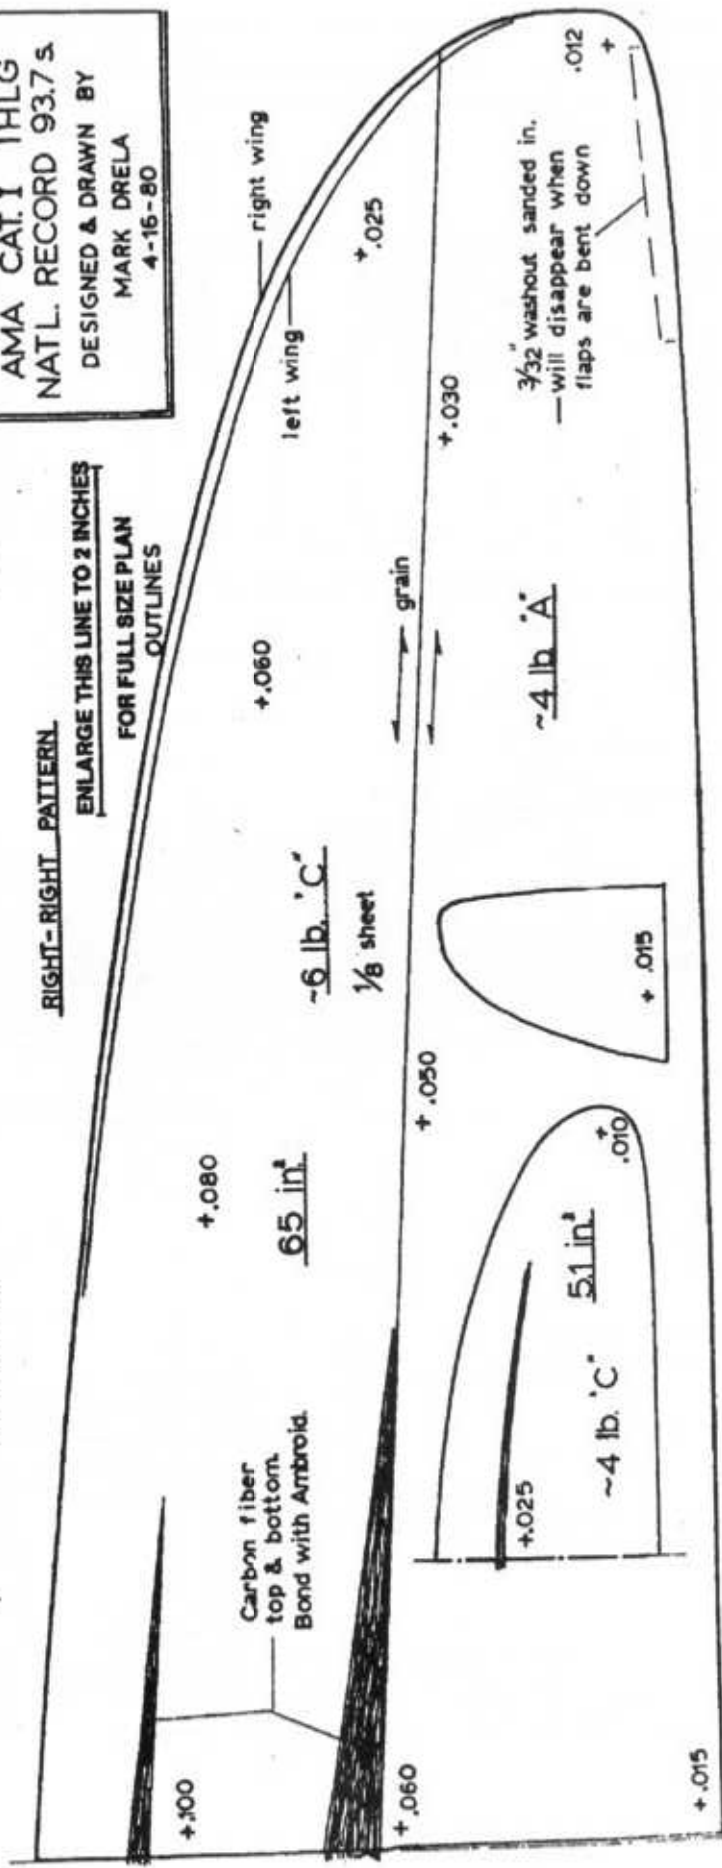 AMA CAT. I IHLG
NATL. RECORD 93.7 s.
DESIGNED & DRAWN BY
MARK DRELA
4-16-80
RIGHT-RIGHT PATTERN
ENLARGE THIS LINE TO 2 INCHES
FOR FULL SIZE PLAN
OUTLINES
right wing
left wing
+.025
.012
+
3/32" washout sanded in.
—will disappear when
flaps are bent down
+.060
grain
+.030
~6 lb. "C"
1/8 sheet
~4 lb. "A"
+.080
65 in²
+.050
+ .015
Carbon fiber
top & bottom.
Bond with Ambroid.
+
.010
5.1 in²
+.025
~4 lb. "C"
+.100
+.060
+.015